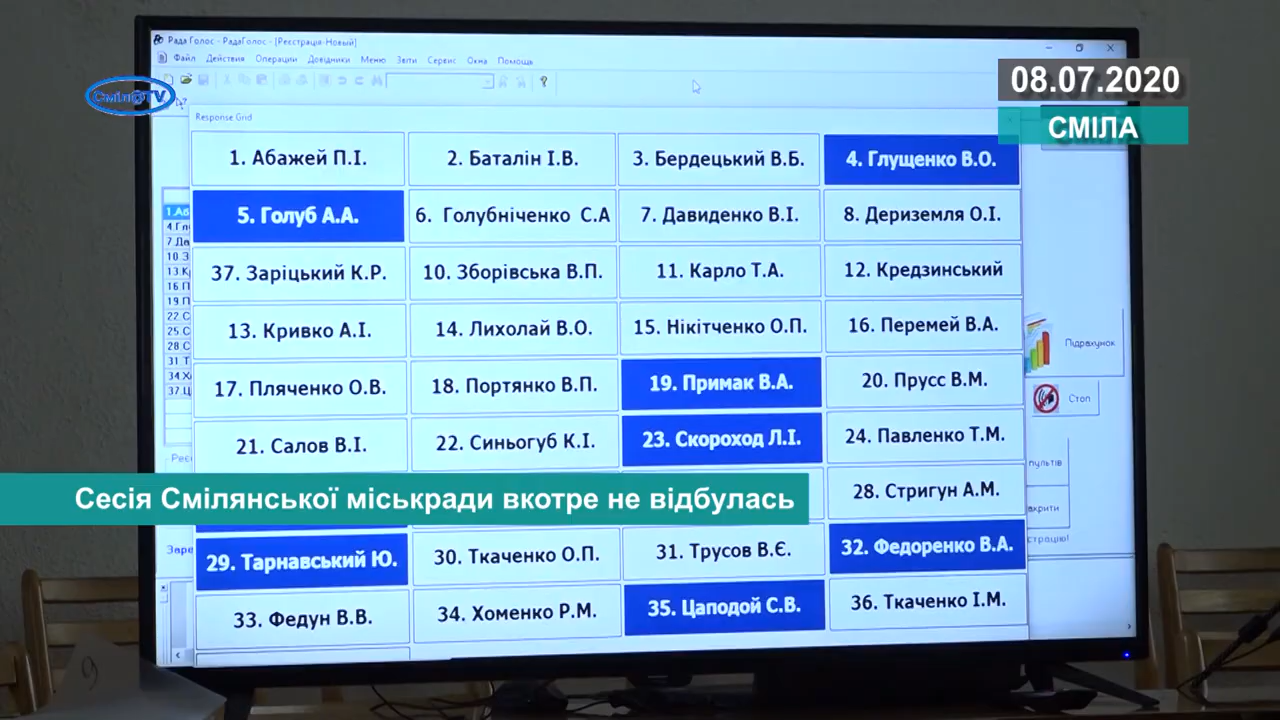 Рада Голос - РадаГолос - [Реєстрація-Новый]
Файл Действия Операции Довідники Меню Звіти Сервис Окна Помощь
СмілаTV
08.07.2020
СМІЛА
Response Grid
1. Абажей П.І. 2. Баталін І.В. 3. Бердецький В.Б. 4. Глущенко В.О.
5. Голуб А.А. 6. Голубніченко С.А 7. Давиденко В.І. 8. Дериземля О.І.
37. Заріцький К.Р. 10. Зборівська В.П. 11. Карло Т.А. 12. Кредзинський
13. Кривко А.І. 14. Лихолай В.О. 15. Нікітченко О.П. 16. Перемей В.А.
Підрахунок
17. Пляченко О.В. 18. Портянко В.П. 19. Примак В.А. 20. Прусс В.М.
Стоп
21. Салов В.І. 22. Синьогуб К.І. 23. Скороход Л.І. 24. Павленко Т.М.
пультів
Сесія Смілянської міськради вкотре не відбулась
28. Стригун А.М.
29. Тарнавський Ю. 30. Ткаченко О.П. 31. Трусов В.Є. 32. Федоренко В.А.
33. Федун В.В. 34. Хоменко Р.М. 35. Цаподой С.В. 36. Ткаченко І.М.
9